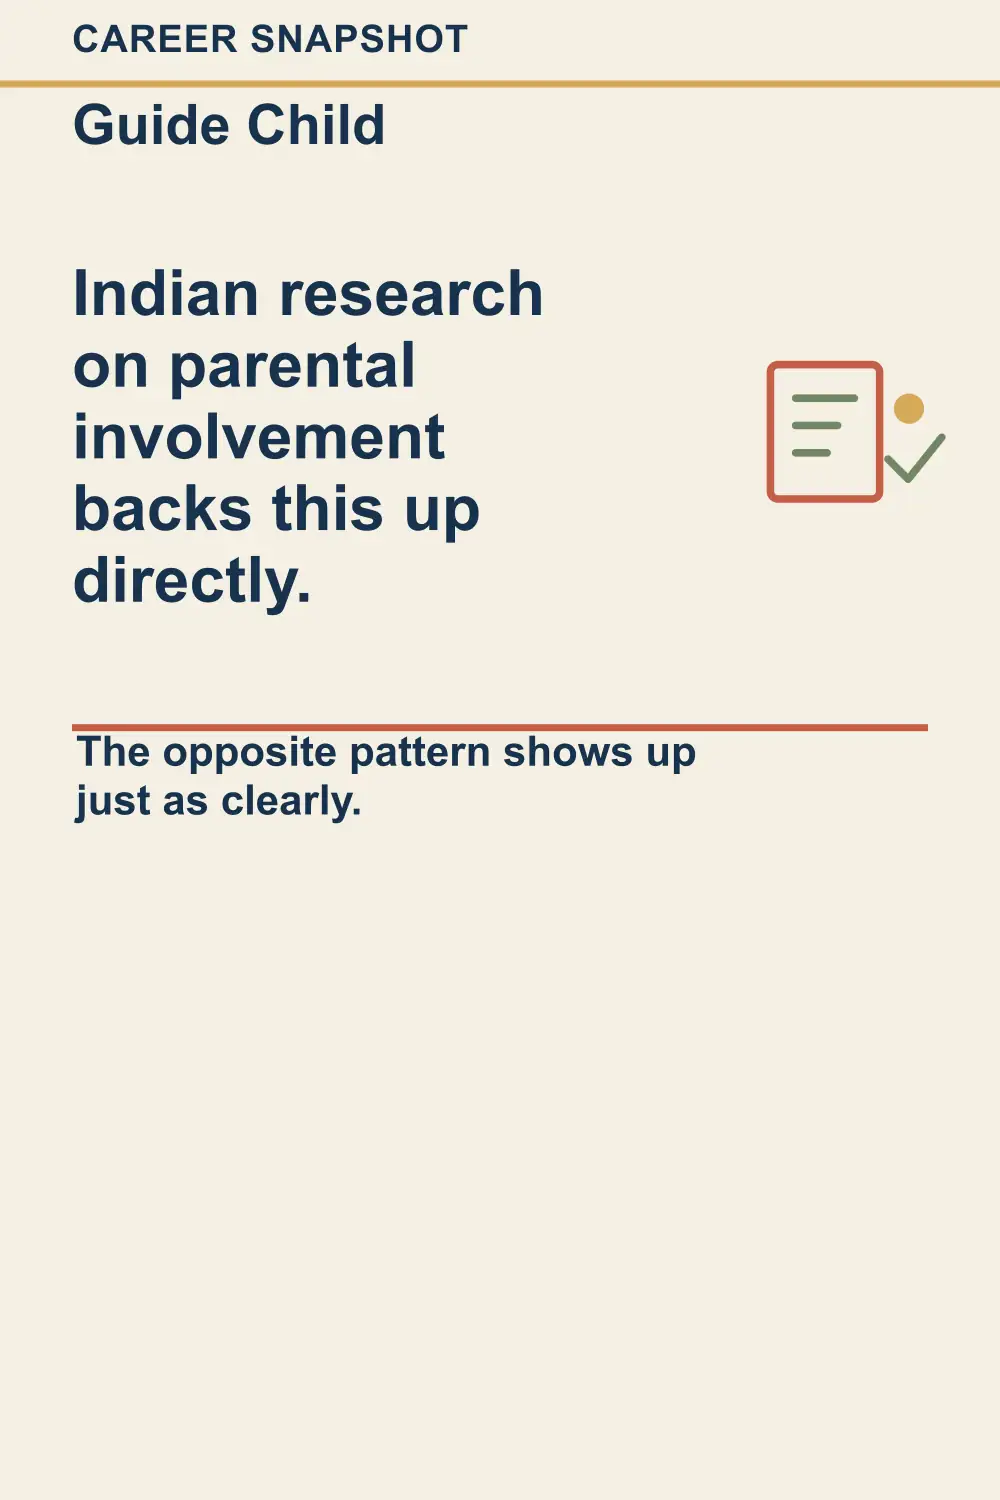 CAREER SNAPSHOT
Guide Child
Indian research
on parental
involvement
backs this up
directly.
The opposite pattern shows up
just as clearly.